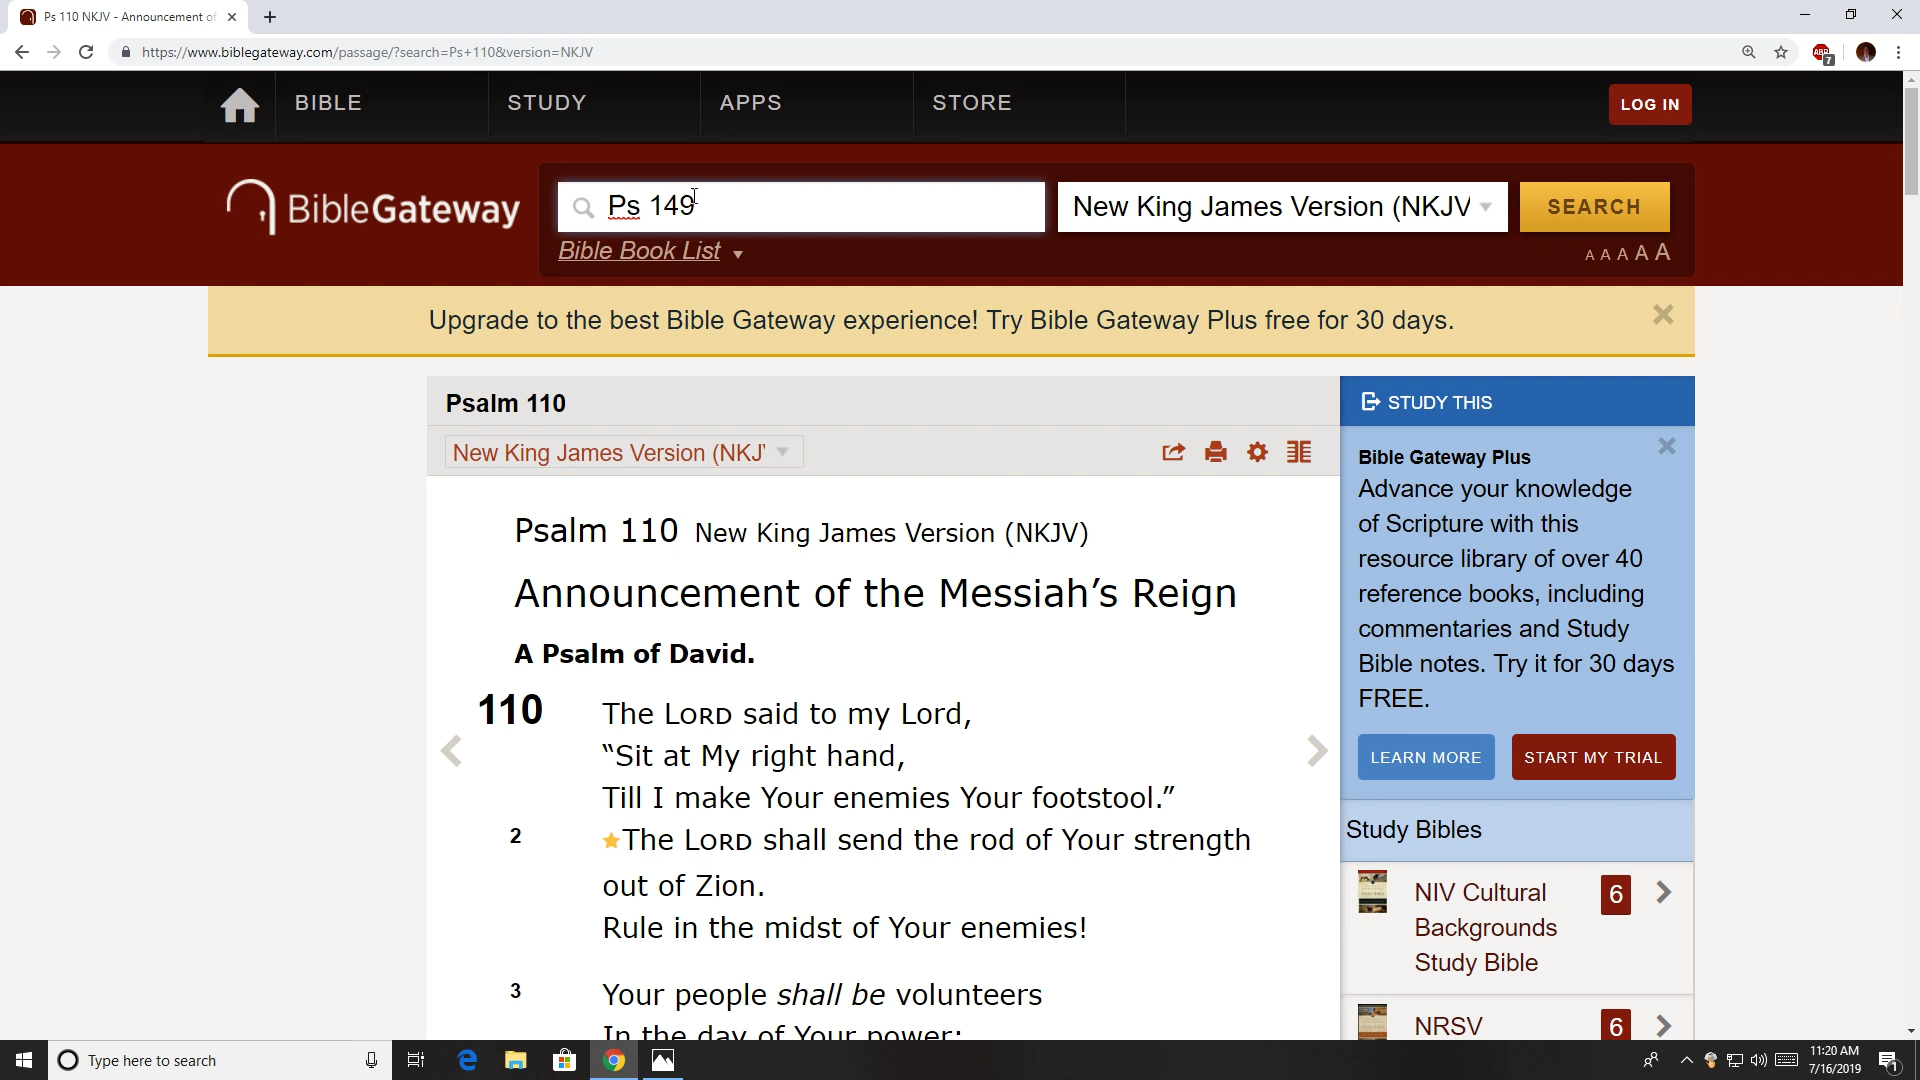 Ps 110 NKJV - Announcement of
https://www.biblegateway.com/passage/?search=Ps+110&version=NKJV
ABP
7
BIBLE
STUDY
APPS
STORE
LOG IN
BibleGateway
Ps 149
New King James Version (NKJV
SEARCH
Bible Book List
A A A A A
Upgrade to the best Bible Gateway experience! Try Bible Gateway Plus free for 30 days.
Psalm 110
New King James Version (NKJV
Psalm 110 New King James Version (NKJV)
Announcement of the Messiah’s Reign
A Psalm of David.
110 The LORD said to my Lord,
“Sit at My right hand,
Till I make Your enemies Your footstool.”
2 The LORD shall send the rod of Your strength
out of Zion.
Rule in the midst of Your enemies!
3 Your people shall be volunteers
In the day of Your power;
STUDY THIS
Bible Gateway Plus
Advance your knowledge
of Scripture with this
resource library of over 40
reference books, including
commentaries and Study
Bible notes. Try it for 30 days
FREE.
LEARN MORE
START MY TRIAL
Study Bibles
NIV Cultural
Backgrounds
Study Bible
6
NRSV
6
Type here to search
11:20 AM
7/16/2019
1